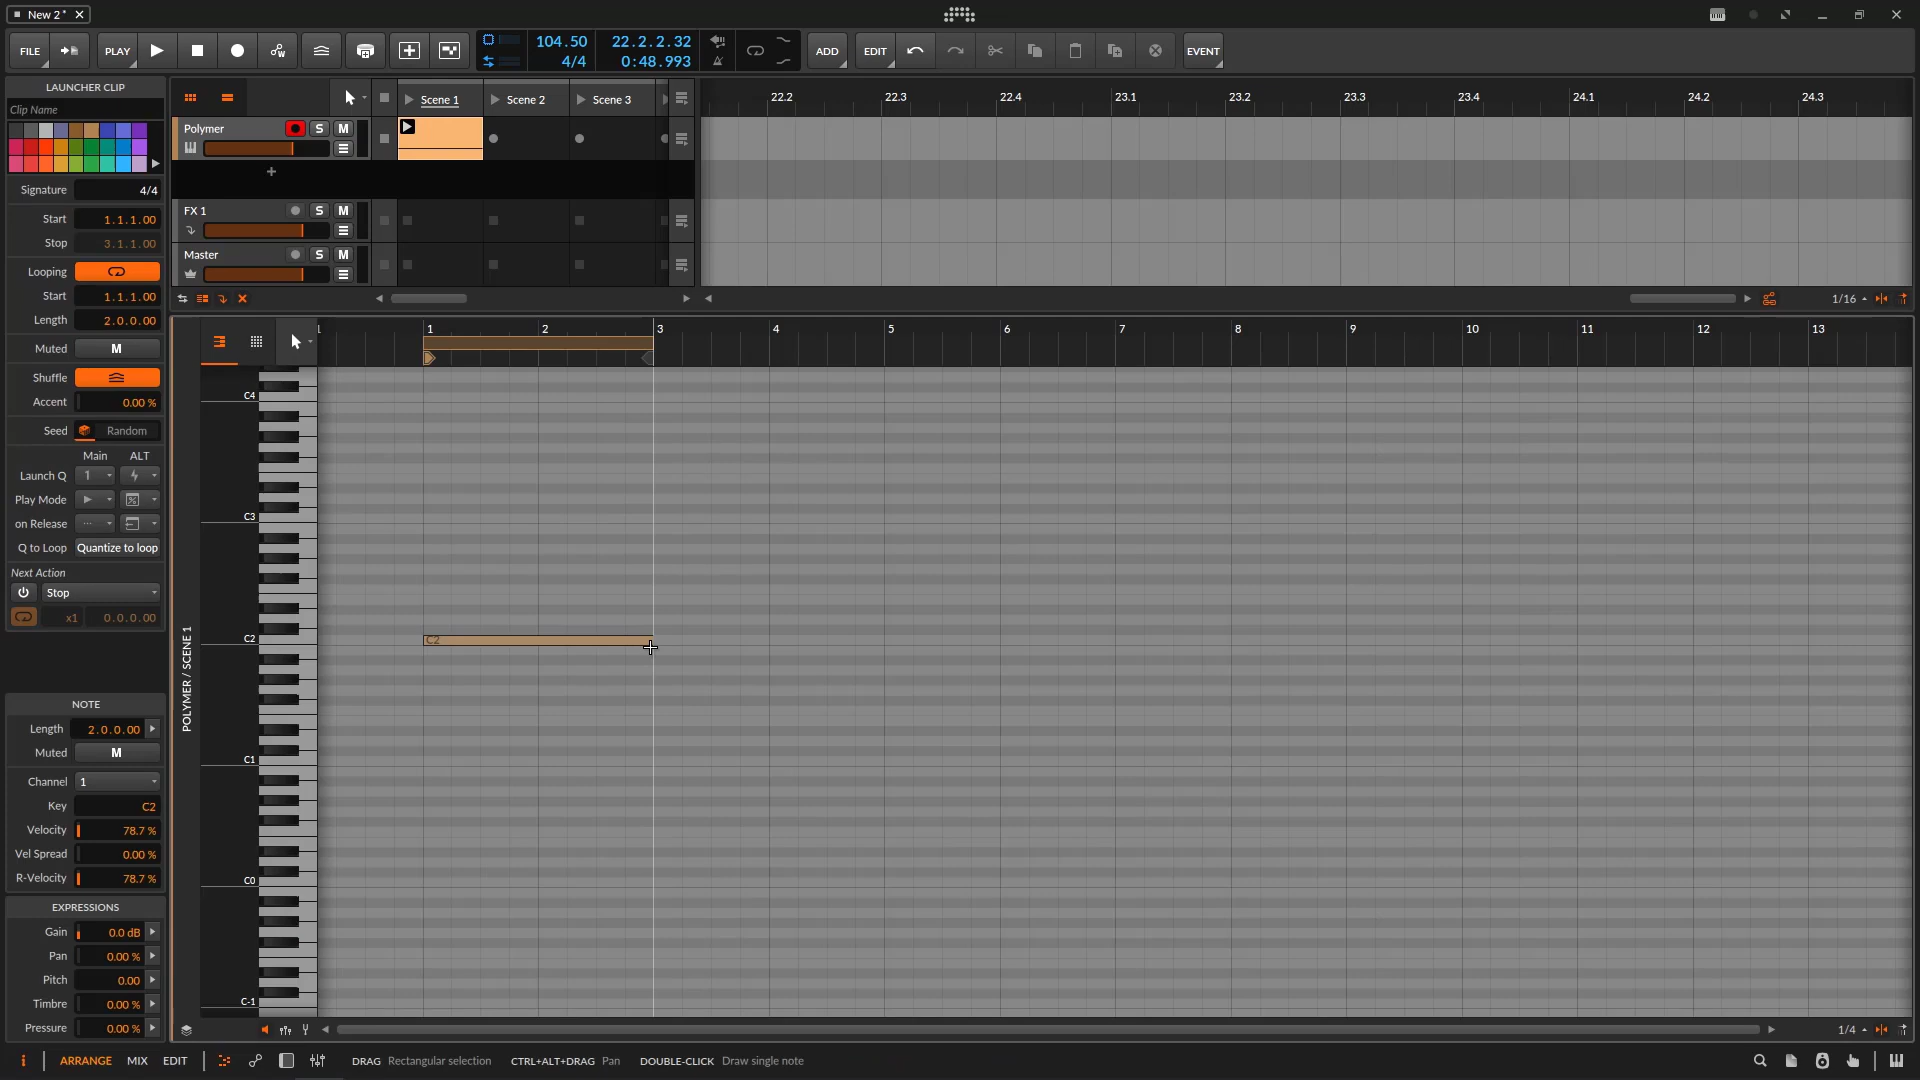 New 2*
FILE PLAY 104.50 22.2.2.32 ADD EDIT EVENT
4/4 0:48.993
LAUNCHER CLIP
Clip Name
Signature 4/4
Start 1.1.1.00
Stop 3.1.1.00
Looping
Start 1.1.1.00
Length 2.0.0.00
Muted M
Shuffle
Accent 0.00 %
Seed Random
Main ALT
Launch Q 1
Play Mode
on Release ...
Q to Loop Quantize to loop
Next Action
Stop
x1 0.0.0.00
NOTE
Length 2.0.0.00
Muted M
Channel 1
Key C2
Velocity 78.7 %
Vel Spread 0.00 %
R-Velocity 78.7 %
EXPRESSIONS
Gain 0.0 dB
Pan 0.00 %
Pitch 0.00
Timbre 0.00 %
Pressure 0.00 %
Scene 1 Scene 2 Scene 3
Polymer S M
FX 1 S M
Master S M
22.2 22.3 22.4 23.1 23.2 23.3 23.4 24.1 24.2 24.3
1/16
1 2 3 4 5 6 7 8 9 10 11 12 13
C4
C3
C2 C2
C1
C0
C-1
POLYMER / SCENE 1
1/4
i ARRANGE MIX EDIT DRAG Rectangular selection CTRL+ALT+DRAG Pan DOUBLE-CLICK Draw single note